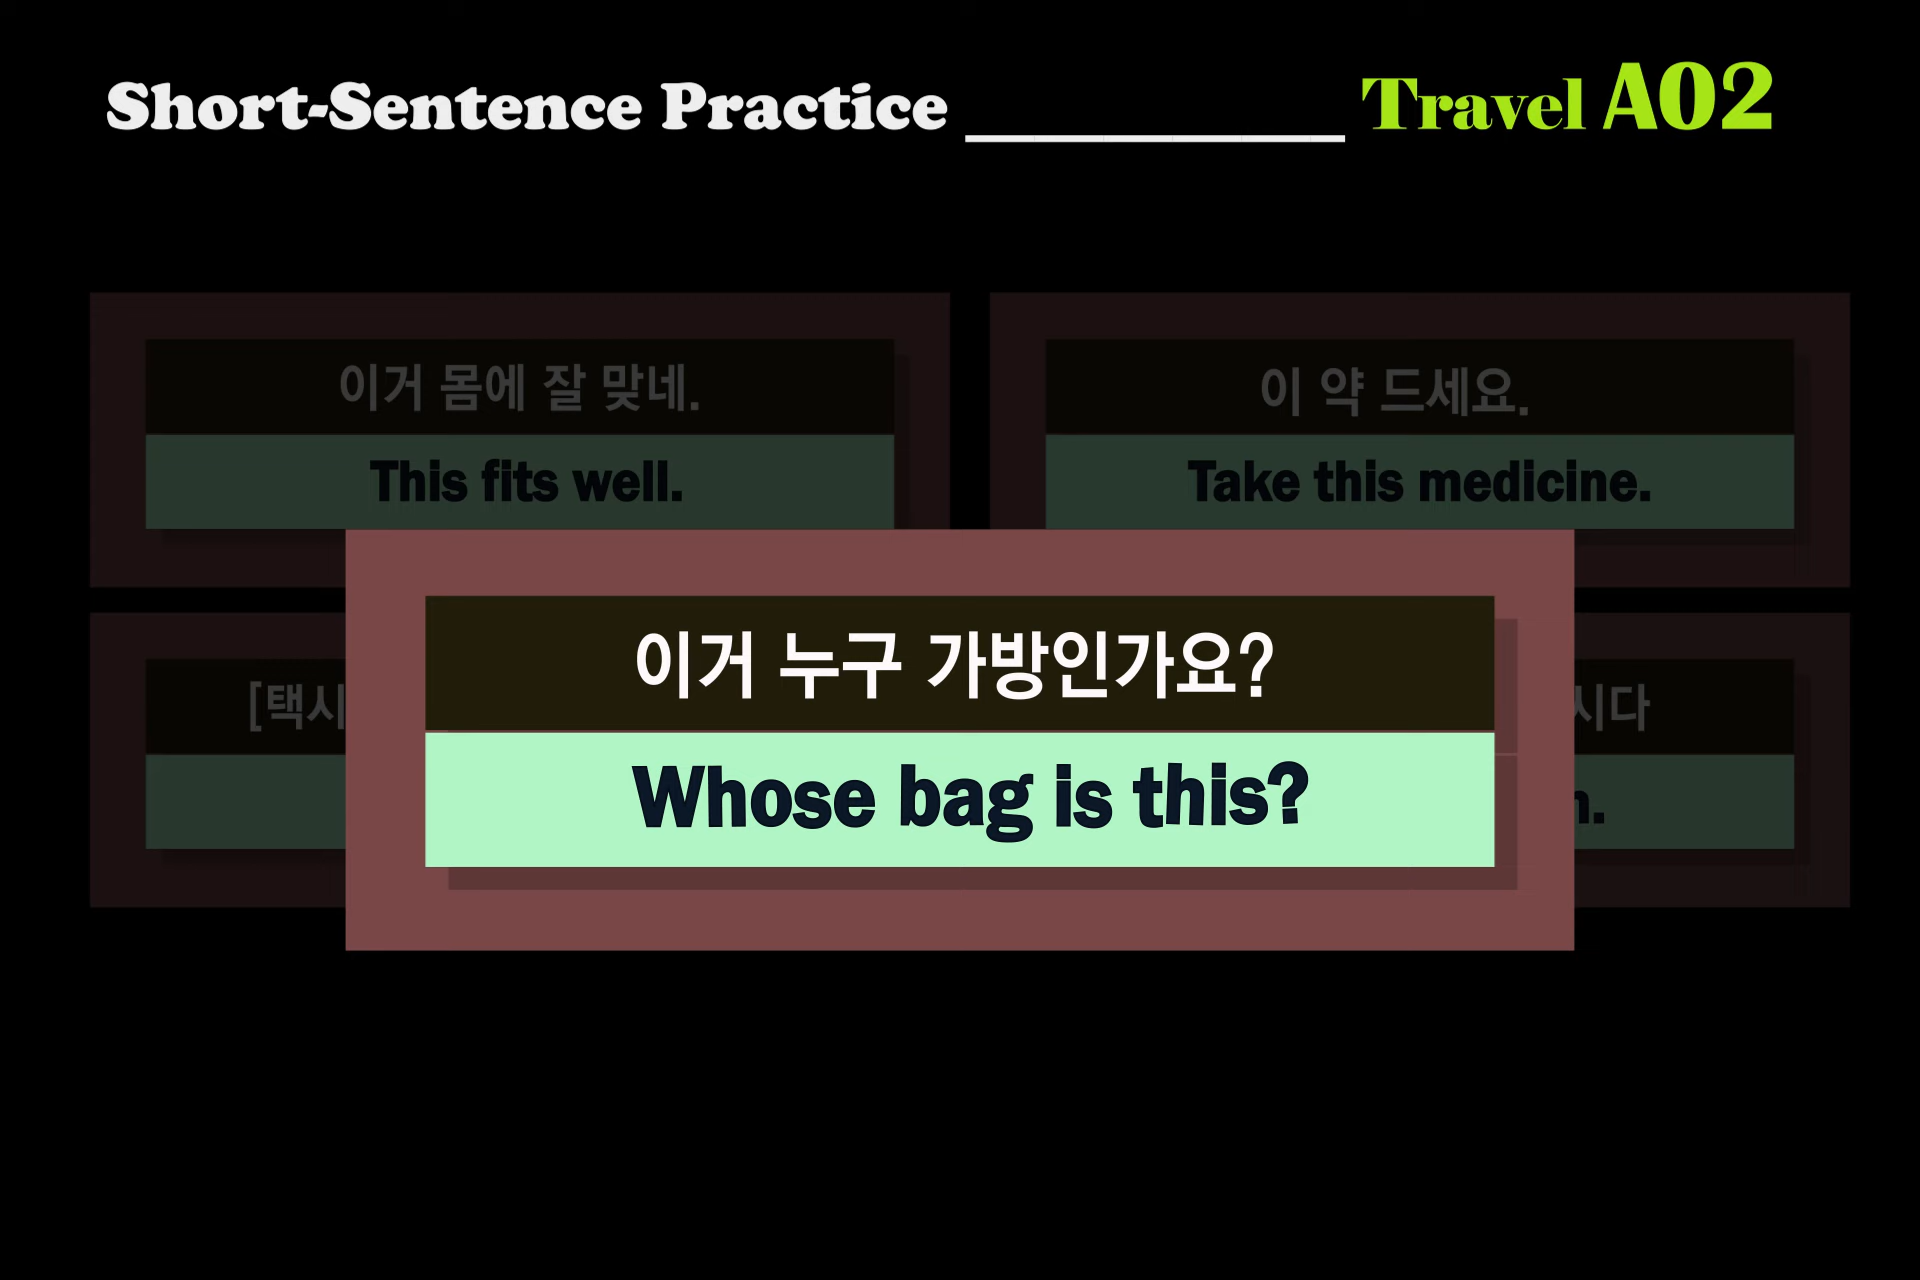 Short-Sentence Practice __________ Travel A02
이거 몸에 잘 맞네.
This fits well.
이 약 드세요.
Take this medicine.
이거 누구 가방인가요?
Whose bag is this?